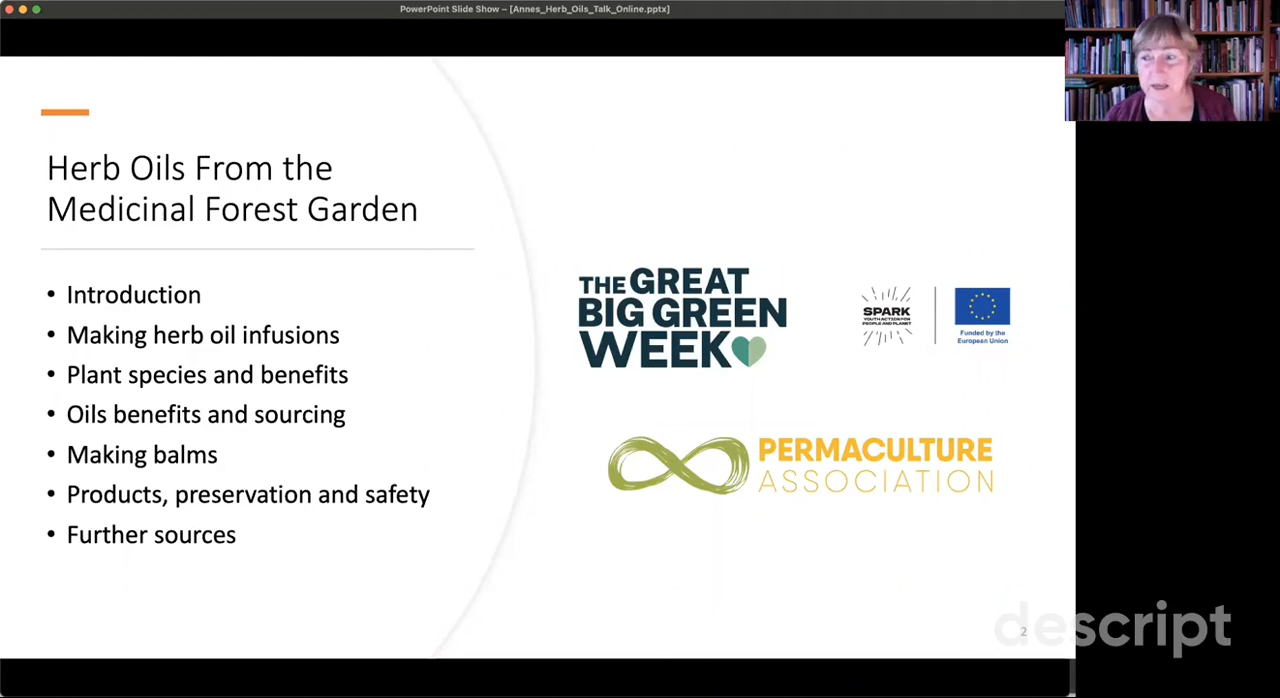 PowerPoint Slide Show – [Annes_Herb_Oils_Talk_Online.pptx]
Herb Oils From the
Medicinal Forest Garden
• Introduction
• Making herb oil infusions
• Plant species and benefits
• Oils benefits and sourcing
• Making balms
• Products, preservation and safety
• Further sources
THE GREAT
BIG GREEN
WEEK
SPARK
YOUTH ACTION FOR
PEOPLE AND PLANET
Funded by the
European Union
PERMACULTURE
ASSOCIATION
2
descript